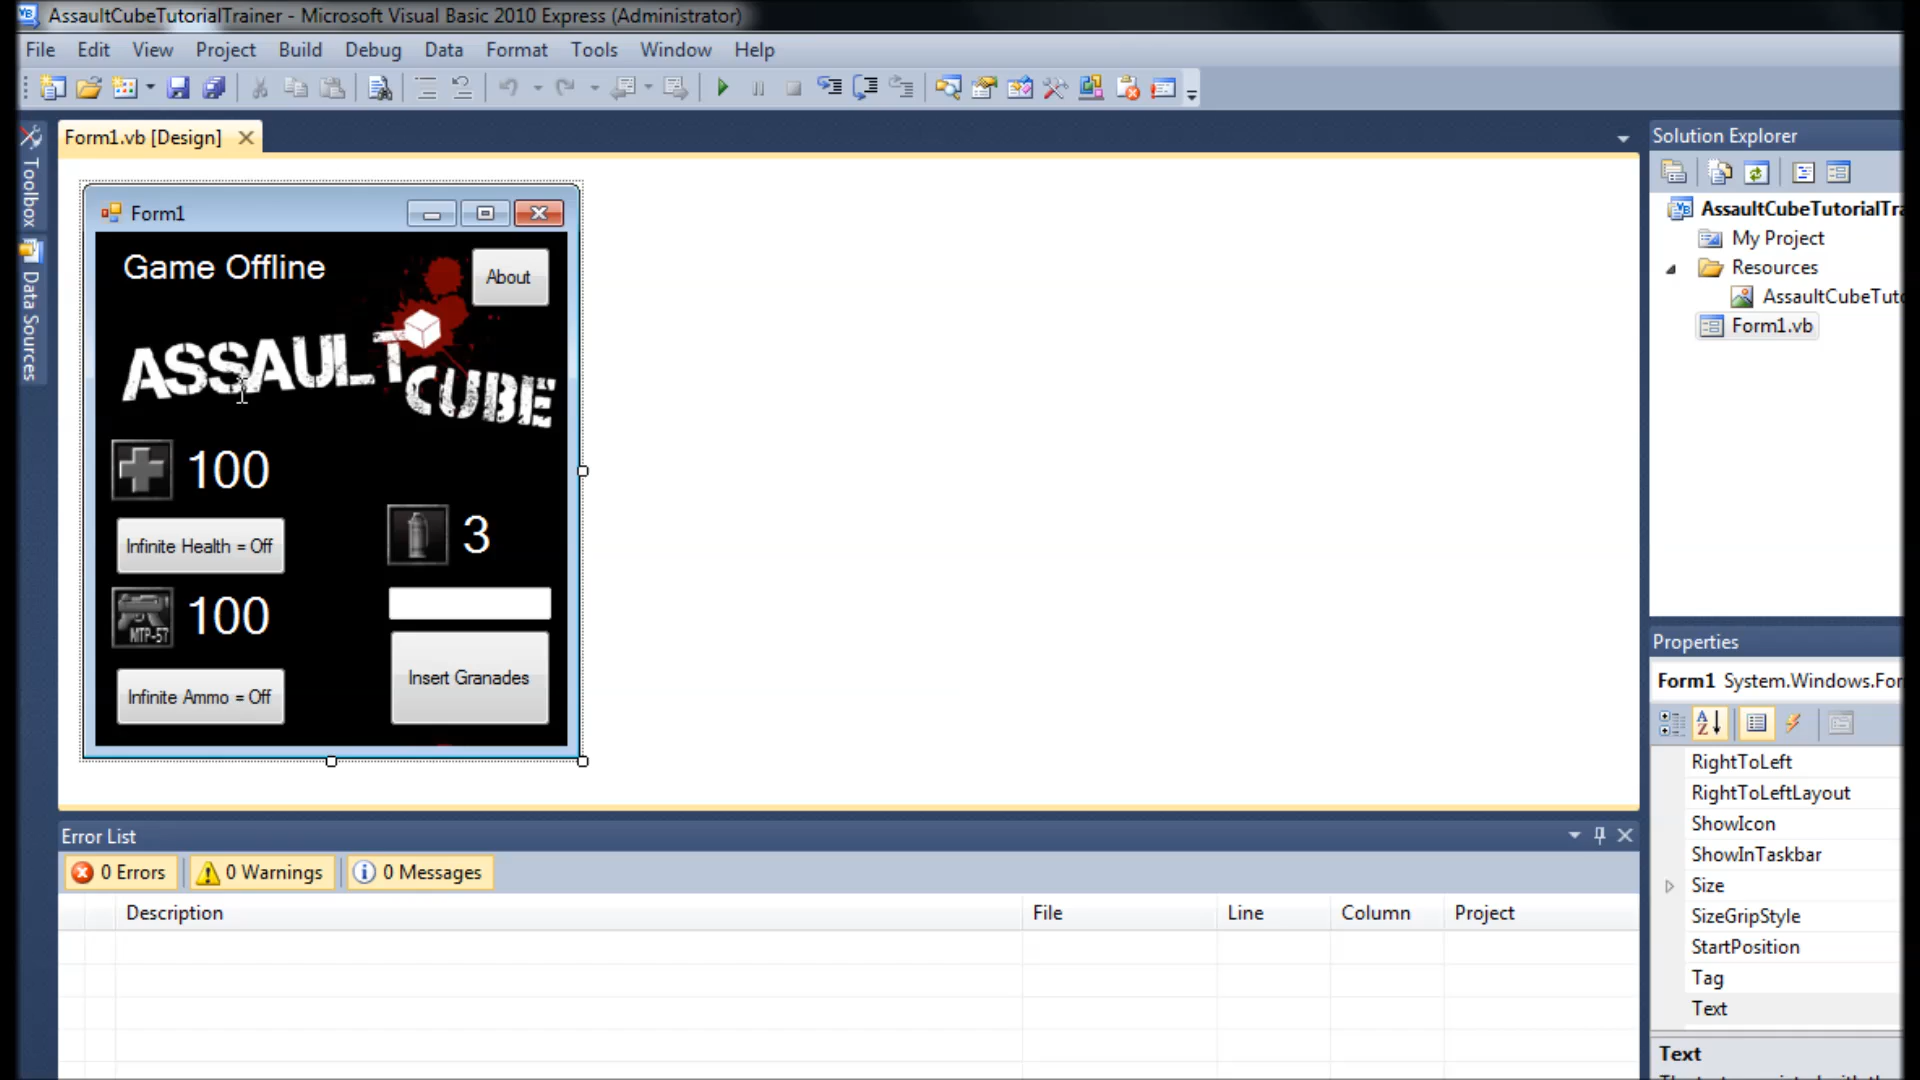 AssaultCubeTutorialTrainer - Microsoft Visual Basic 2010 Express (Administrator)
File Edit View Project Build Debug Data Format Tools Window Help
Toolbox
Data Sources
Form1.vb [Design]
Form1
Game Offline
About
ASSAULT
CUBE
100
Infinite Health = Off
3
MTP-57
100
Infinite Ammo = Off
Insert Granades
Error List
0 Errors
0 Warnings
0 Messages
Description File Line Column Project
Solution Explorer
AssaultCubeTutorialTra
My Project
Resources
AssaultCubeTuto
Form1.vb
Properties
Form1 System.Windows.For
RightToLeft
RightToLeftLayout
ShowIcon
ShowInTaskbar
Size
SizeGripStyle
StartPosition
Tag
Text
Text